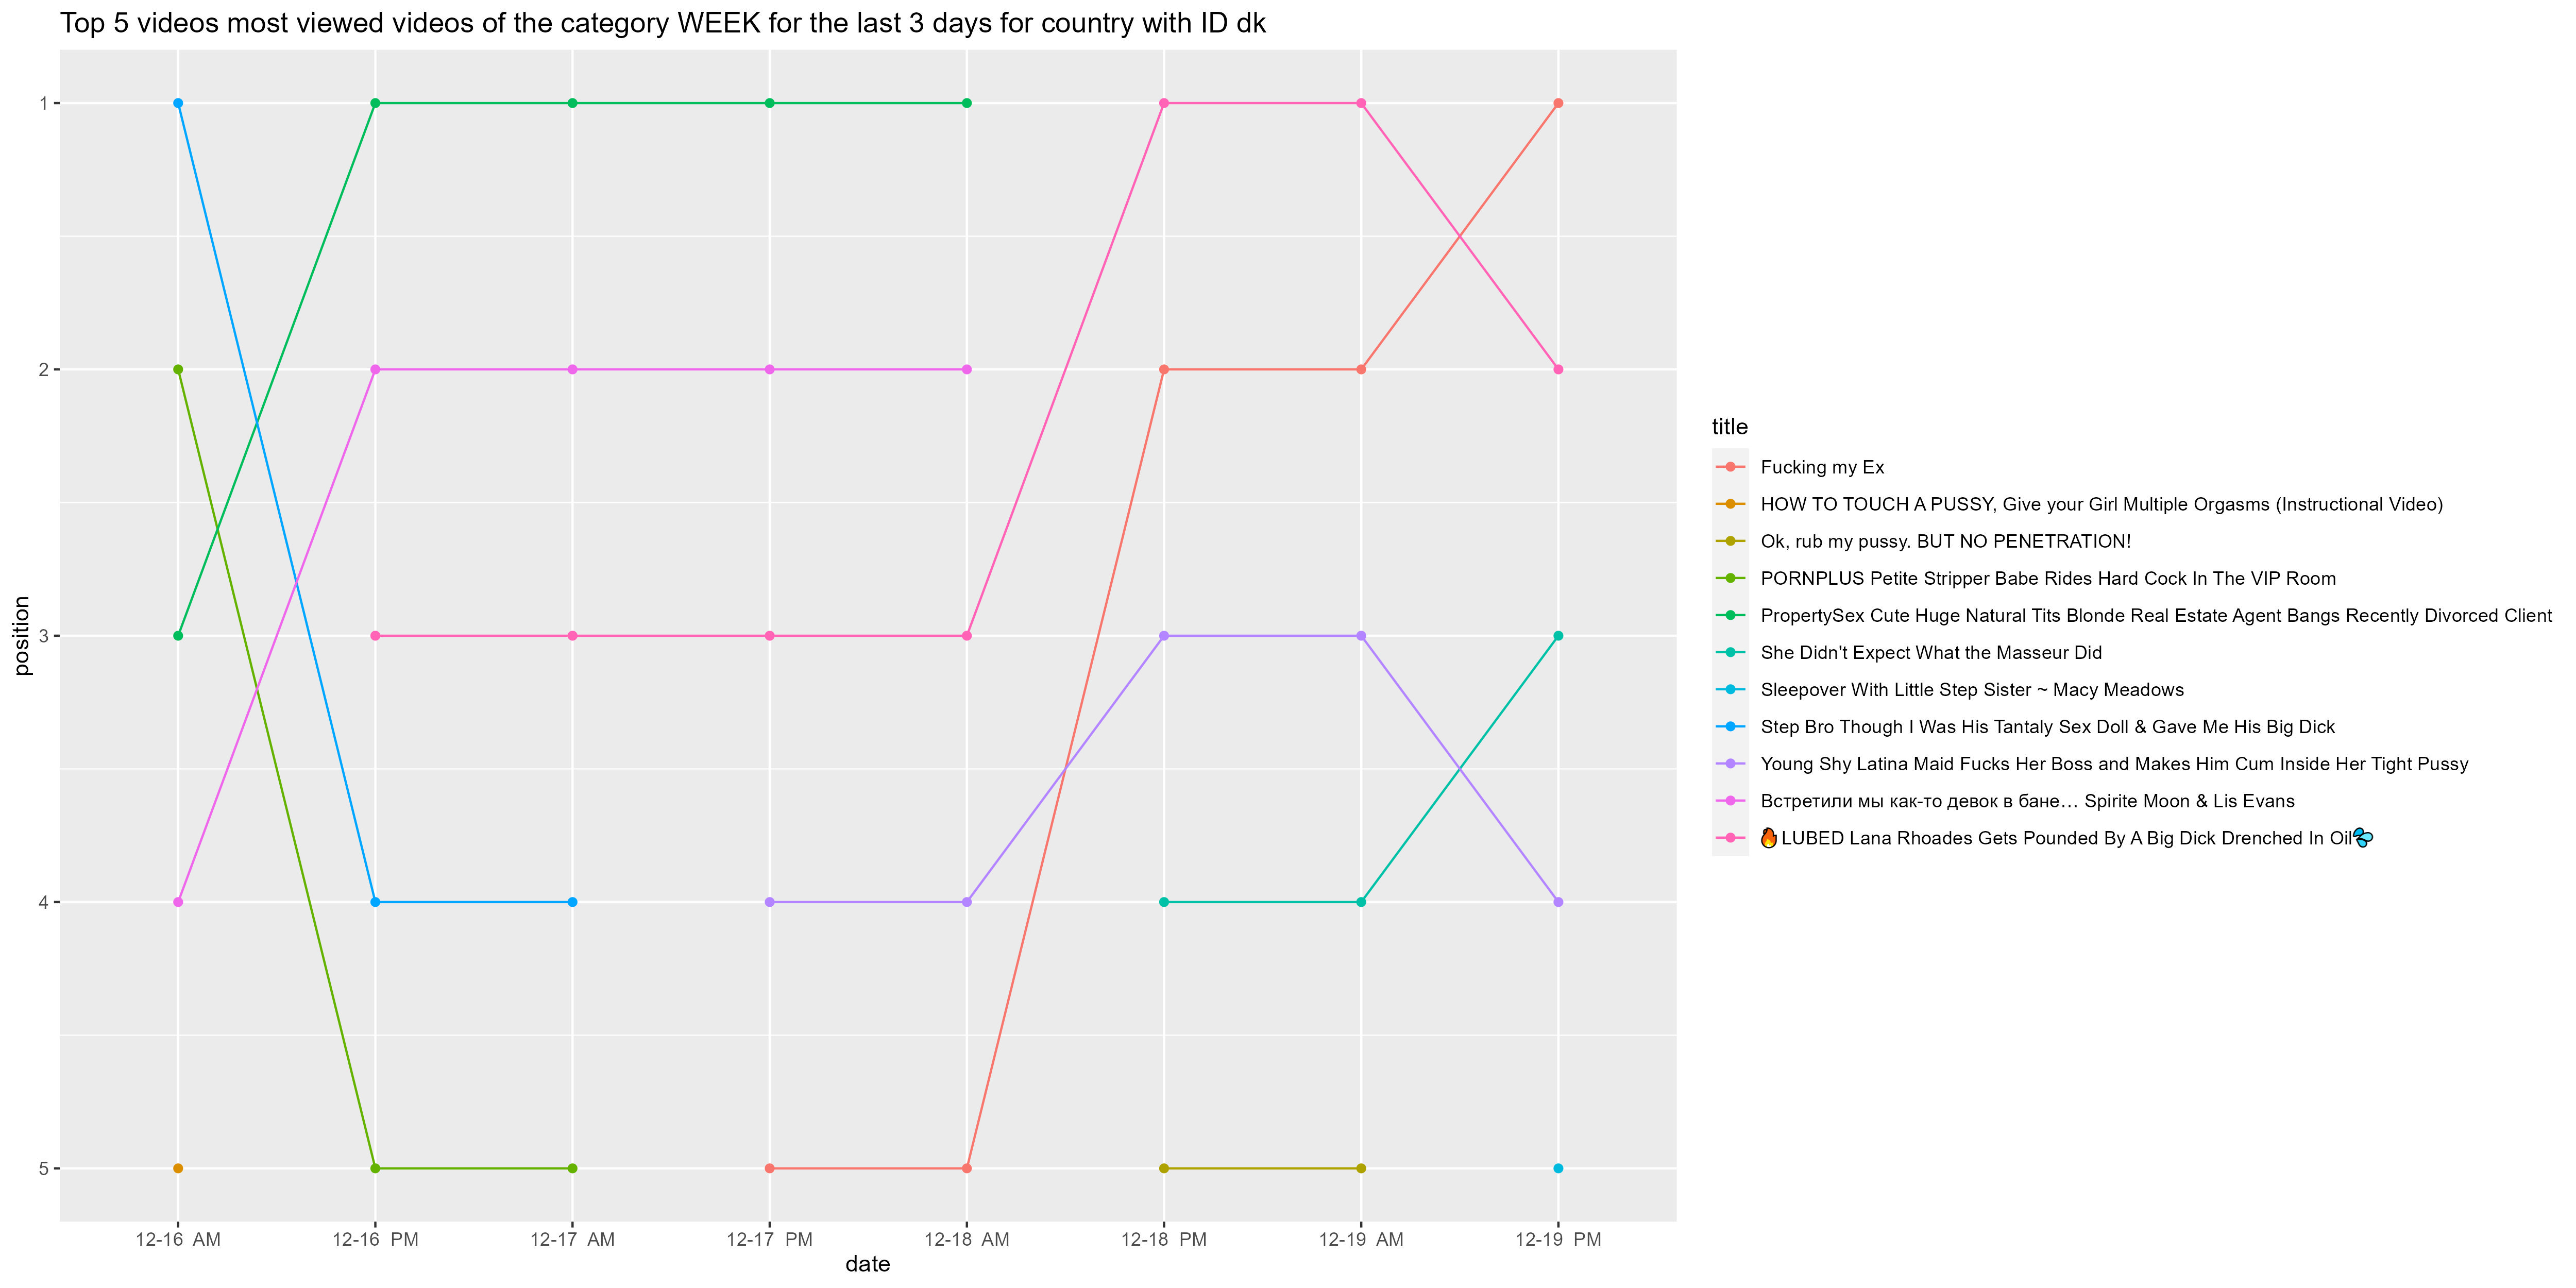 Top 5 videos most viewed videos of the category WEEK for the last 3 days for country with ID dk
1
2
3
4
5
position
12-16 AM
12-16 PM
12-17 AM
12-17 PM
12-18 AM
12-18 PM
12-19 AM
12-19 PM
date
title
Fucking my Ex
HOW TO TOUCH A PUSSY, Give your Girl Multiple Orgasms (Instructional Video)
Ok, rub my pussy. BUT NO PENETRATION!
PORNPLUS Petite Stripper Babe Rides Hard Cock In The VIP Room
PropertySex Cute Huge Natural Tits Blonde Real Estate Agent Bangs Recently Divorced Client
She Didn't Expect What the Masseur Did
Sleepover With Little Step Sister ~ Macy Meadows
Step Bro Though I Was His Tantaly Sex Doll & Gave Me His Big Dick
Young Shy Latina Maid Fucks Her Boss and Makes Him Cum Inside Her Tight Pussy
Встретили мы как-то девок в бане… Spirite Moon & Lis Evans
🔥LUBED Lana Rhoades Gets Pounded By A Big Dick Drenched In Oil💦